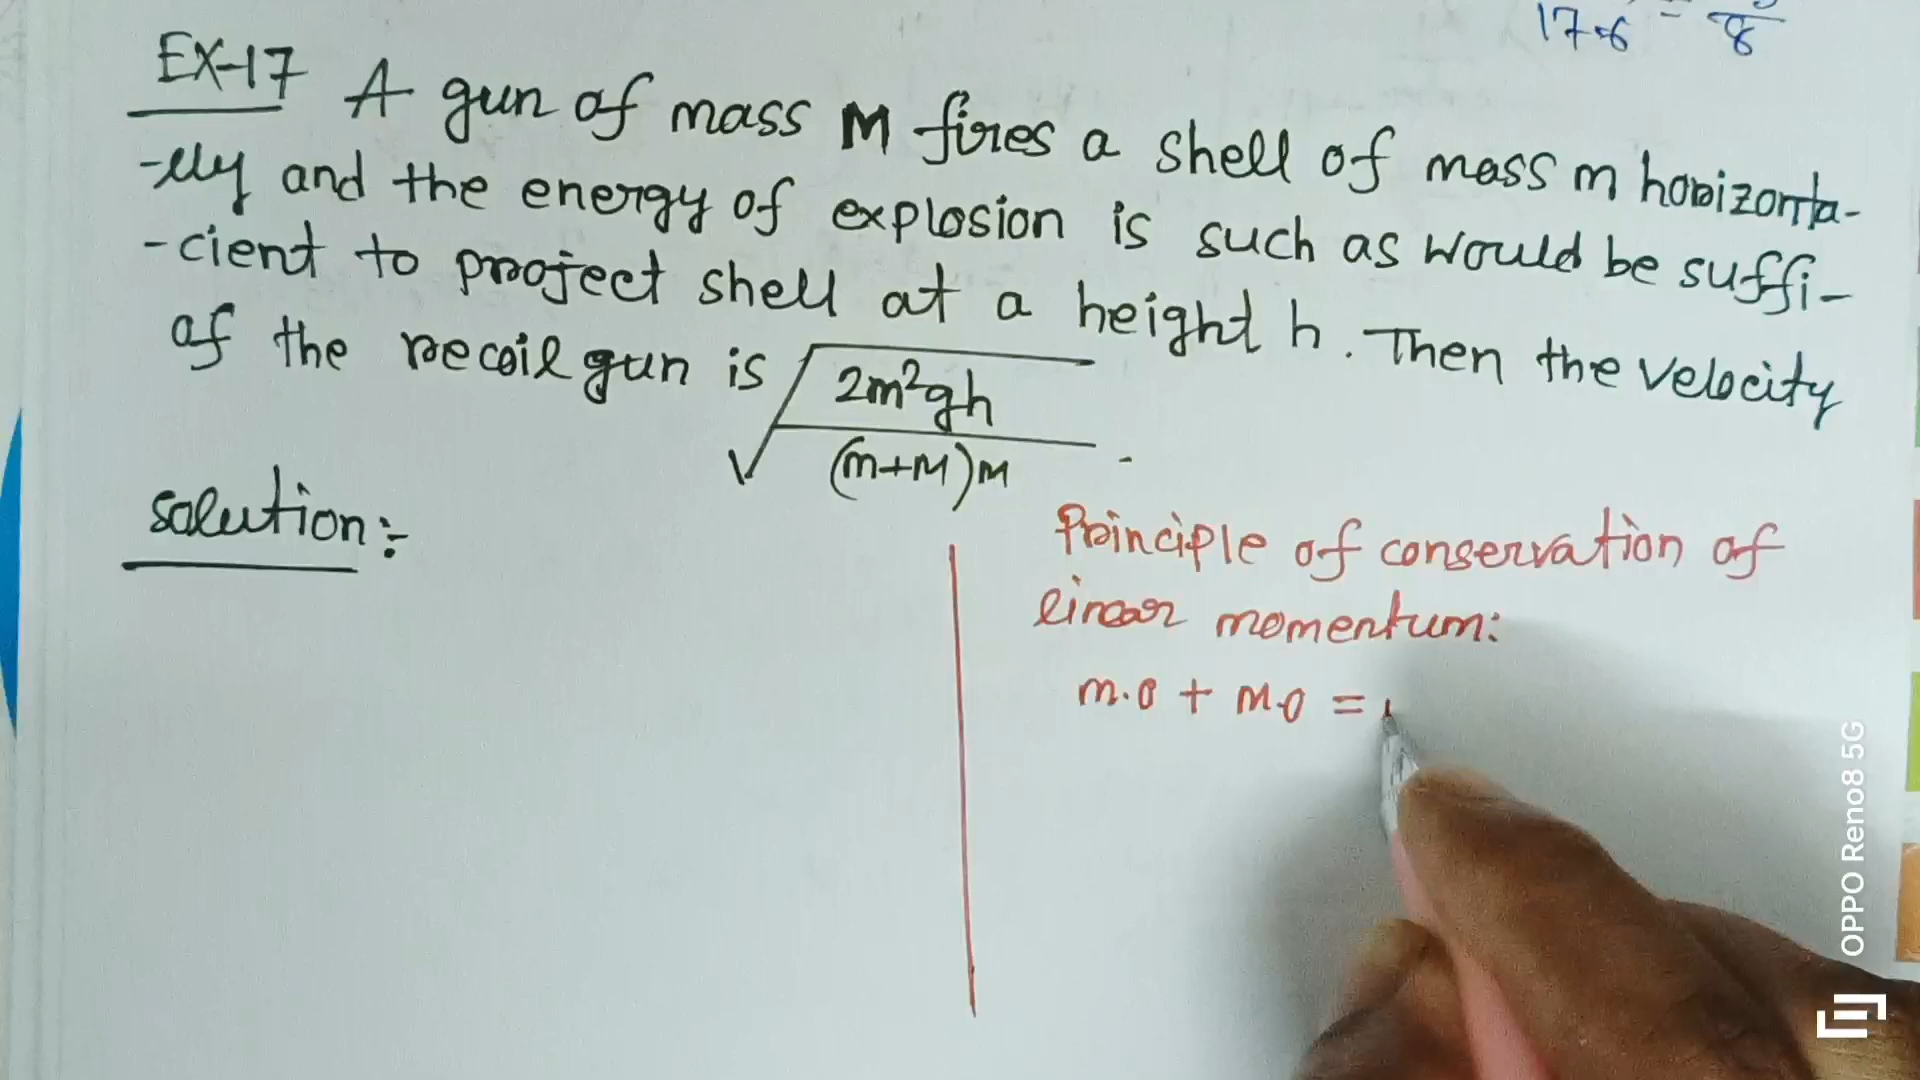 17.6 = 8
EX-17 A gun of mass M fires a shell of mass m horizonta-
-lly and the energy of explosion is such as would be suffi-
-cient to project shell at a height h. Then the velocity
of the recoil gun is √(2m²gh / (m+M)M) .
solution:-
Principle of conservation of
linear momentum:
m.0 + M.0 =
OPPO Reno8 5G